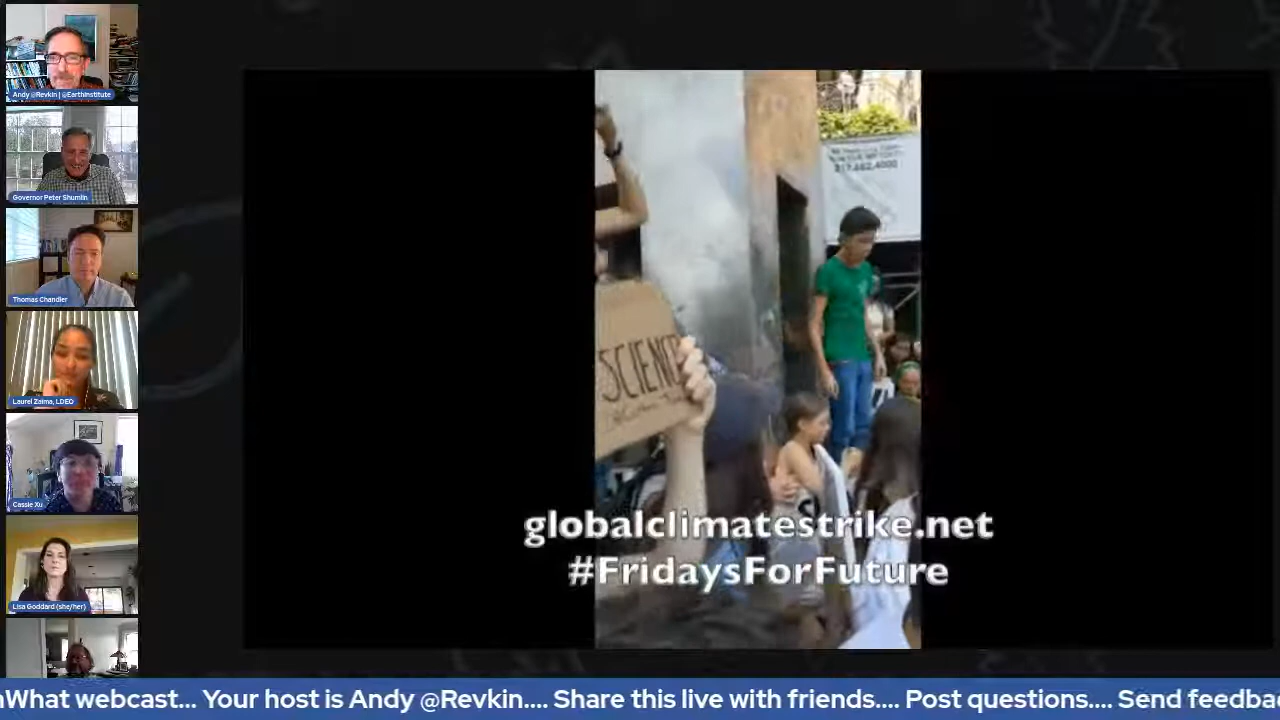 Andy @Revkin | @EarthInstitute
Governor Peter Shumlin
Thomas Chandler
Laurel Zaima, LDEO
Cassie Xu
Lisa Goddard (she/her)
SCIENCE
globalclimatestrike.net
#FridaysForFuture
What webcast... Your host is Andy @Revkin.... Share this live with friends.... Post questions.... Send feedba